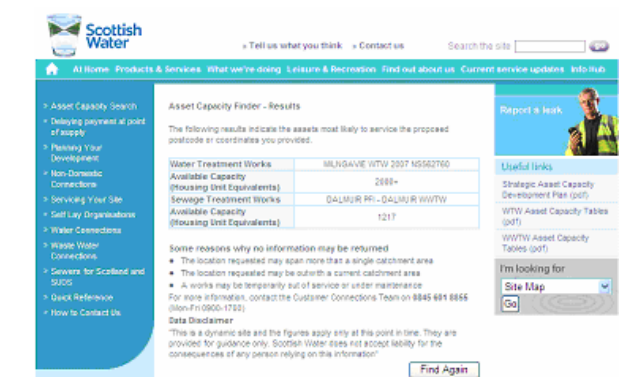 Scottish
Water
» Tell us what you think » Contact us Search the site
At Home Products & Services What we're doing Leisure & Recreation Find out about us Current service updates Info Hub
> Asset Capacity Search
> Delaying payment at point
of supply
> Planning Your
Development
> Non-Domestic
Connections
> Servicing Your Site
> Self Lay Organisations
> Water Connections
> Waste Water
Connections
> Sewers for Scotland and
SUDS
> Quick Reference
> How to Contact Us
Asset Capacity Finder - Results
The following results indicate the assets most likely to service the proposed
postcode or coordinates you provided.
Water Treatment Works MILNGAVIE WTW 2007 NS562760
Available Capacity
(Housing Unit Equivalents) 2000+
Sewage Treatment Works DALMUIR PFI - DALMUIR WWTW
Available Capacity
(Housing Unit Equivalents) 1217
Some reasons why no information may be returned
• The location requested may span more than a single catchment area
• The location requested may be outwith a current catchment area
• A works may be temporarily out of service or under maintenance
For more information, contact the Customer Connections Team on 0845 601 8855
(Mon-Fri 0900-1700)
Data Disclaimer
"This is a dynamic site and the figures apply only at this point in time. They are
provided for guidance only. Scottish Water does not accept liability for the
consequences of any person relying on this information"
Find Again
Report a leak
Useful links
Strategic Asset Capacity
Development Plan (pdf)
WTW Asset Capacity Tables
(pdf)
WWTW Asset Capacity
Tables (pdf)
I'm looking for
Site Map
Go